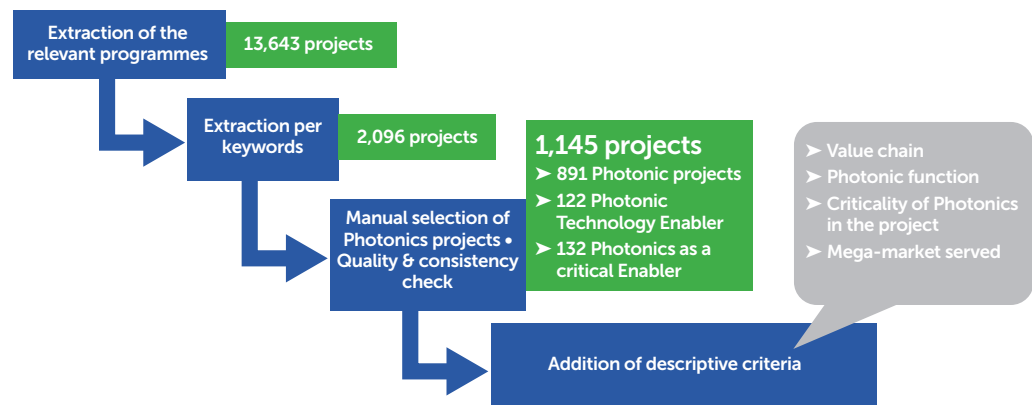 Extraction of the
relevant programmes
13,643 projects
Extraction per
keywords
2,096 projects
Manual selection of
Photonics projects •
Quality & consistency
check
1,145 projects
➤ 891 Photonic projects
➤ 122 Photonic
Technology Enabler
➤ 132 Photonics as a
critical Enabler
Addition of descriptive criteria
➤ Value chain
➤ Photonic function
➤ Criticality of Photonics
in the project
➤ Mega-market served